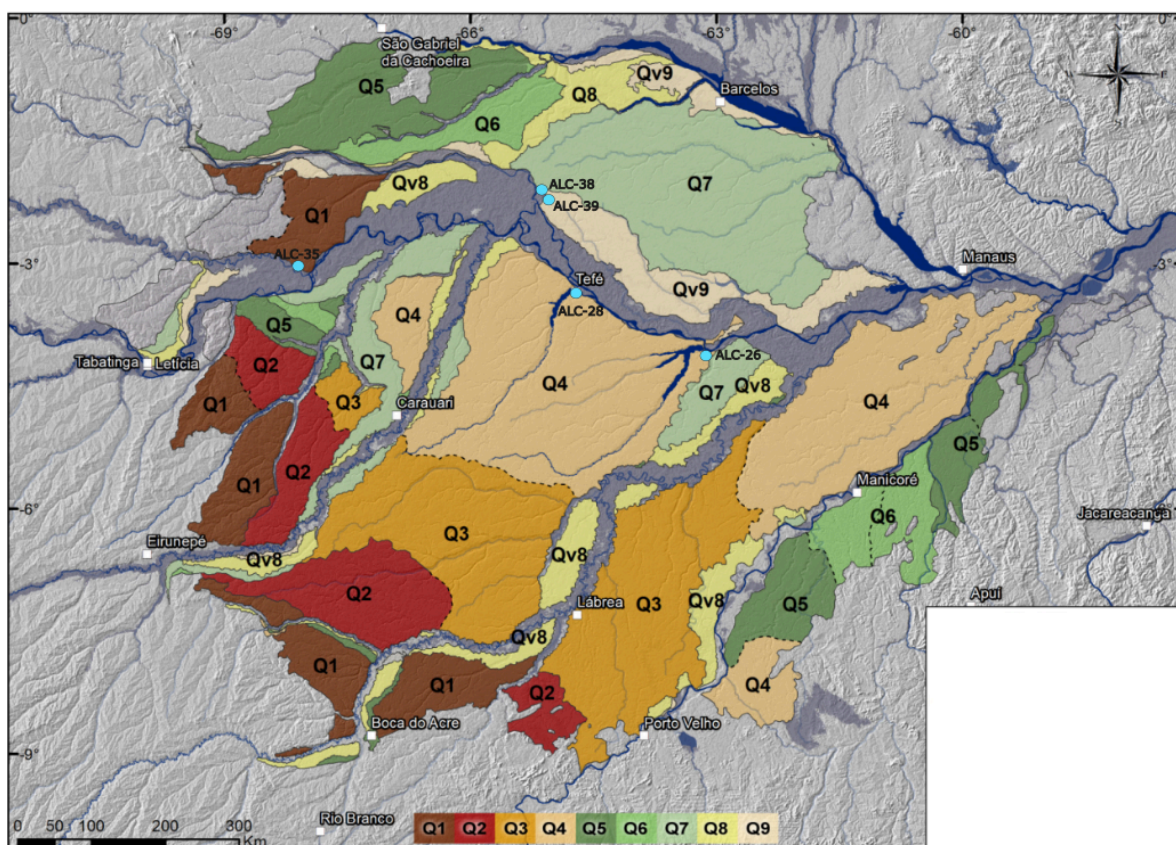 0°
-69°
-66°
-63°
-60°
0°
São Gabriel
da Cachoeira
Q5
Q8
Qv9
Barcelos
Q6
Q7
Qv8
ALC-38
ALC-39
Q1
-3°
ALC-35
Tefé
Manaus
-3°
ALC-28
Qv9
Q5
Q4
Tabatinga
Letícia
Q2
Q7
ALC-26
Q4
Q7
Qv8
Q4
Q1
Q3
Carauari
Q5
Q1
Q2
Manicoré
-6°
Q6
Jacareacanga
Eirunepé
Qv8
Q3
Qv8
Q2
Lábrea
Q3
Qv8
Q5
Apuí
Qv8
Q1
Q1
Q2
Q4
Boca do Acre
Porto Velho
-9°
0 50 100 200 300
Km
Rio Branco
Q1 Q2 Q3 Q4 Q5 Q6 Q7 Q8 Q9